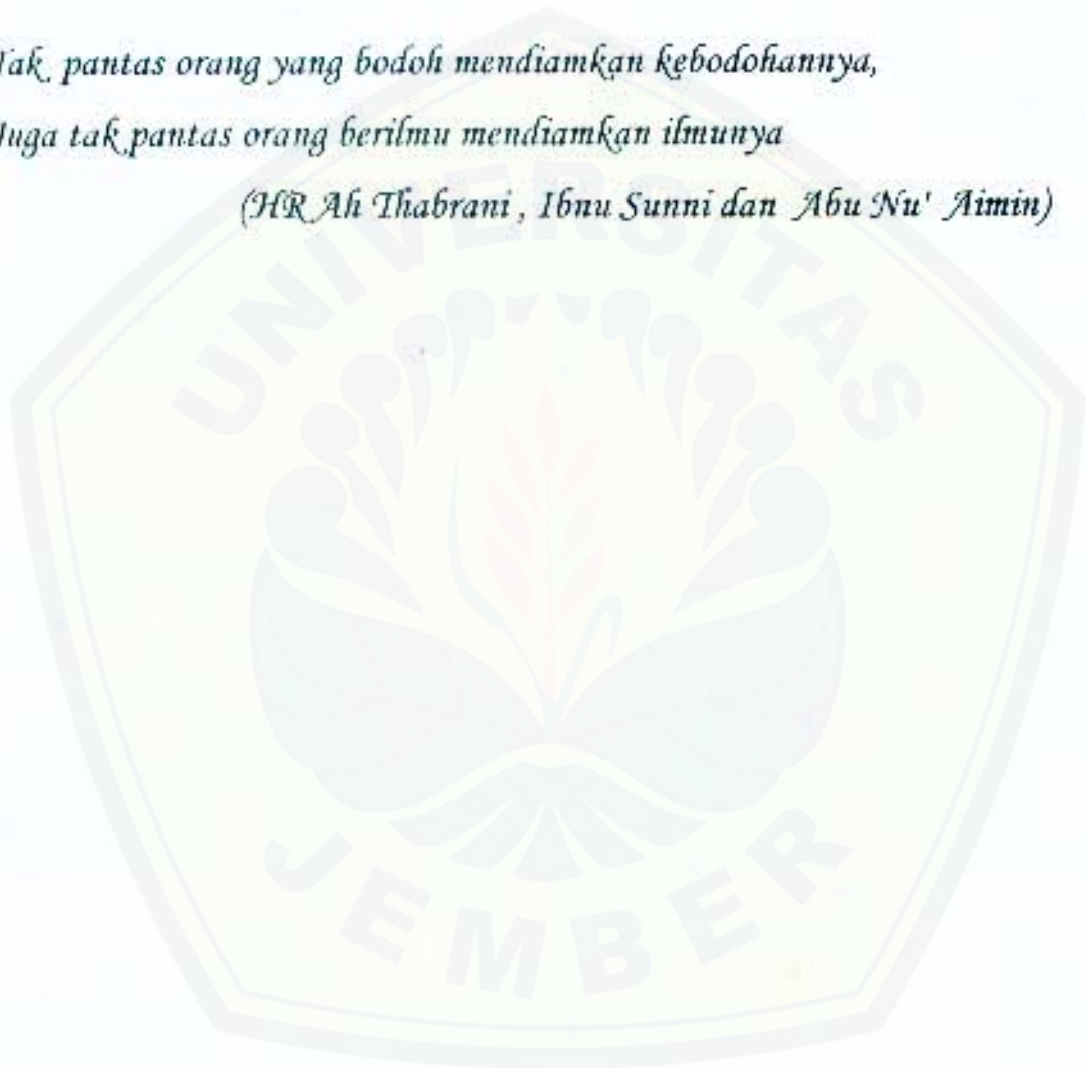 Tak pantas orang yang bodoh mendiamkan kebodohannya,
Juga tak pantas orang berilmu mendiamkan ilmunya
(HR Ah Thabrani , Ibnu Sunni dan Abu Nu' Aimin)
UNIVERSITAS
JEMBER